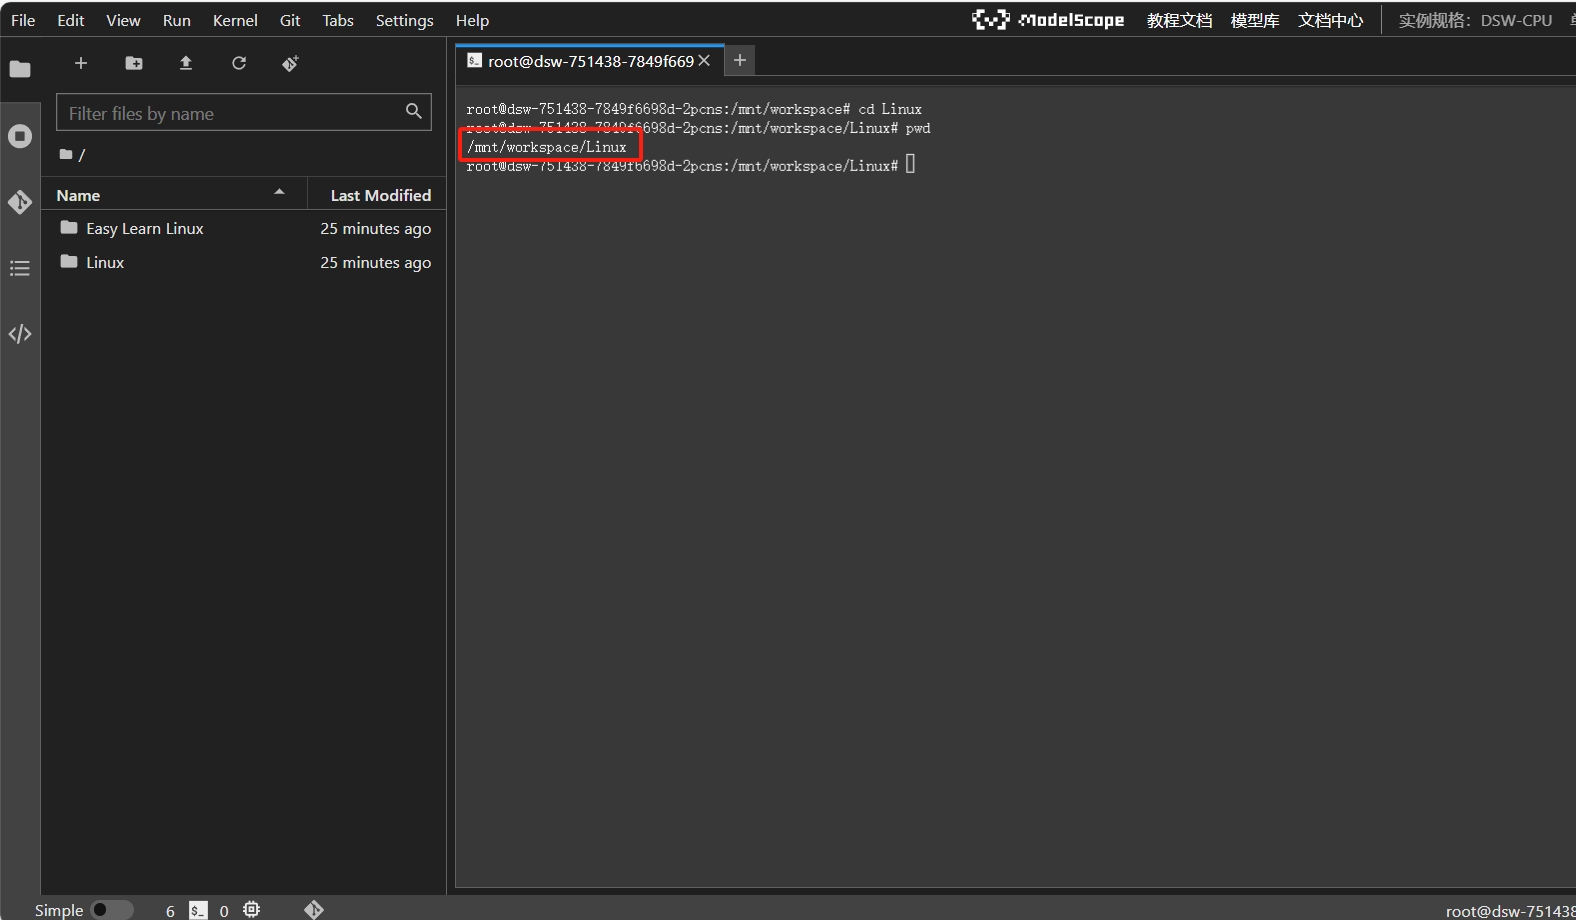 File Edit View Run Kernel Git Tabs Settings Help
ModelScope 教程文档 模型库 文档中心 实例规格：DSW-CPU
root@dsw-751438-7849f669
Filter files by name
/
Name Last Modified
Easy Learn Linux 25 minutes ago
Linux 25 minutes ago
root@dsw-751438-7849f6698d-2pcns:/mnt/workspace# cd Linux
root@dsw-751438-7849f6698d-2pcns:/mnt/workspace/Linux# pwd
/mnt/workspace/Linux
root@dsw-751438-7849f6698d-2pcns:/mnt/workspace/Linux#
Simple 6 $_ 0
root@dsw-751438